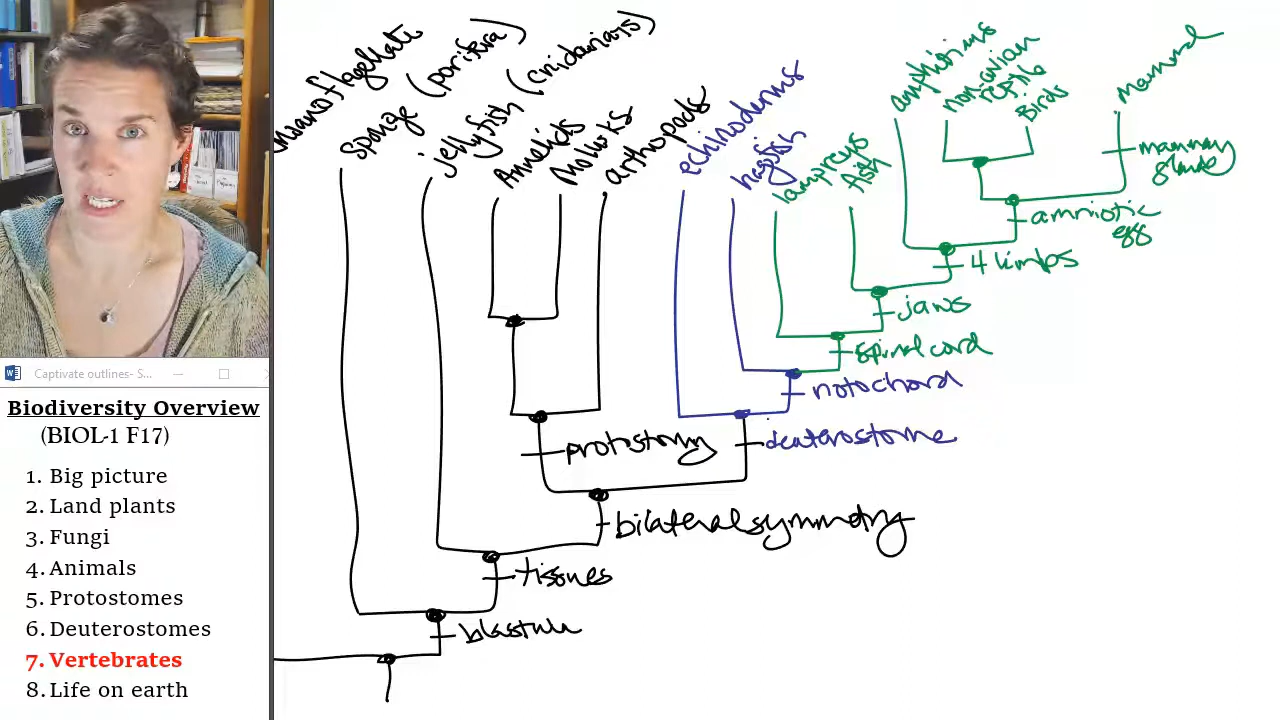 choanoflagellate
sponge (porifera)
jellyfish (cnidarians)
Annelids
Mollusks
arthopods
echinoderms
hagfish
lampreys
fish
amphibians
non-avian
reptile
Birds
Mammal
mammary
glands
amniotic
egg
4 limbs
jaws
spinal cord
notochord
deuterostome
protostomy
bilateral symmetry
tissues
blastula
Captivate outlines- S...
Biodiversity Overview
(BIOL-1 F17)
1. Big picture
2. Land plants
3. Fungi
4. Animals
5. Protostomes
6. Deuterostomes
7. Vertebrates
8. Life on earth